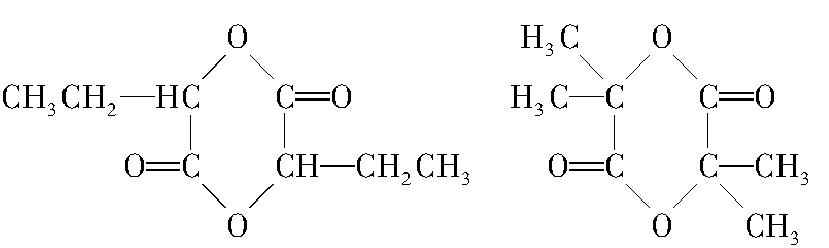 O H₃C O
CH₃CH₂—HC C=O H₃C—C C=O
O=C CH—CH₂CH₃ O=C C—CH₃
O O CH₃